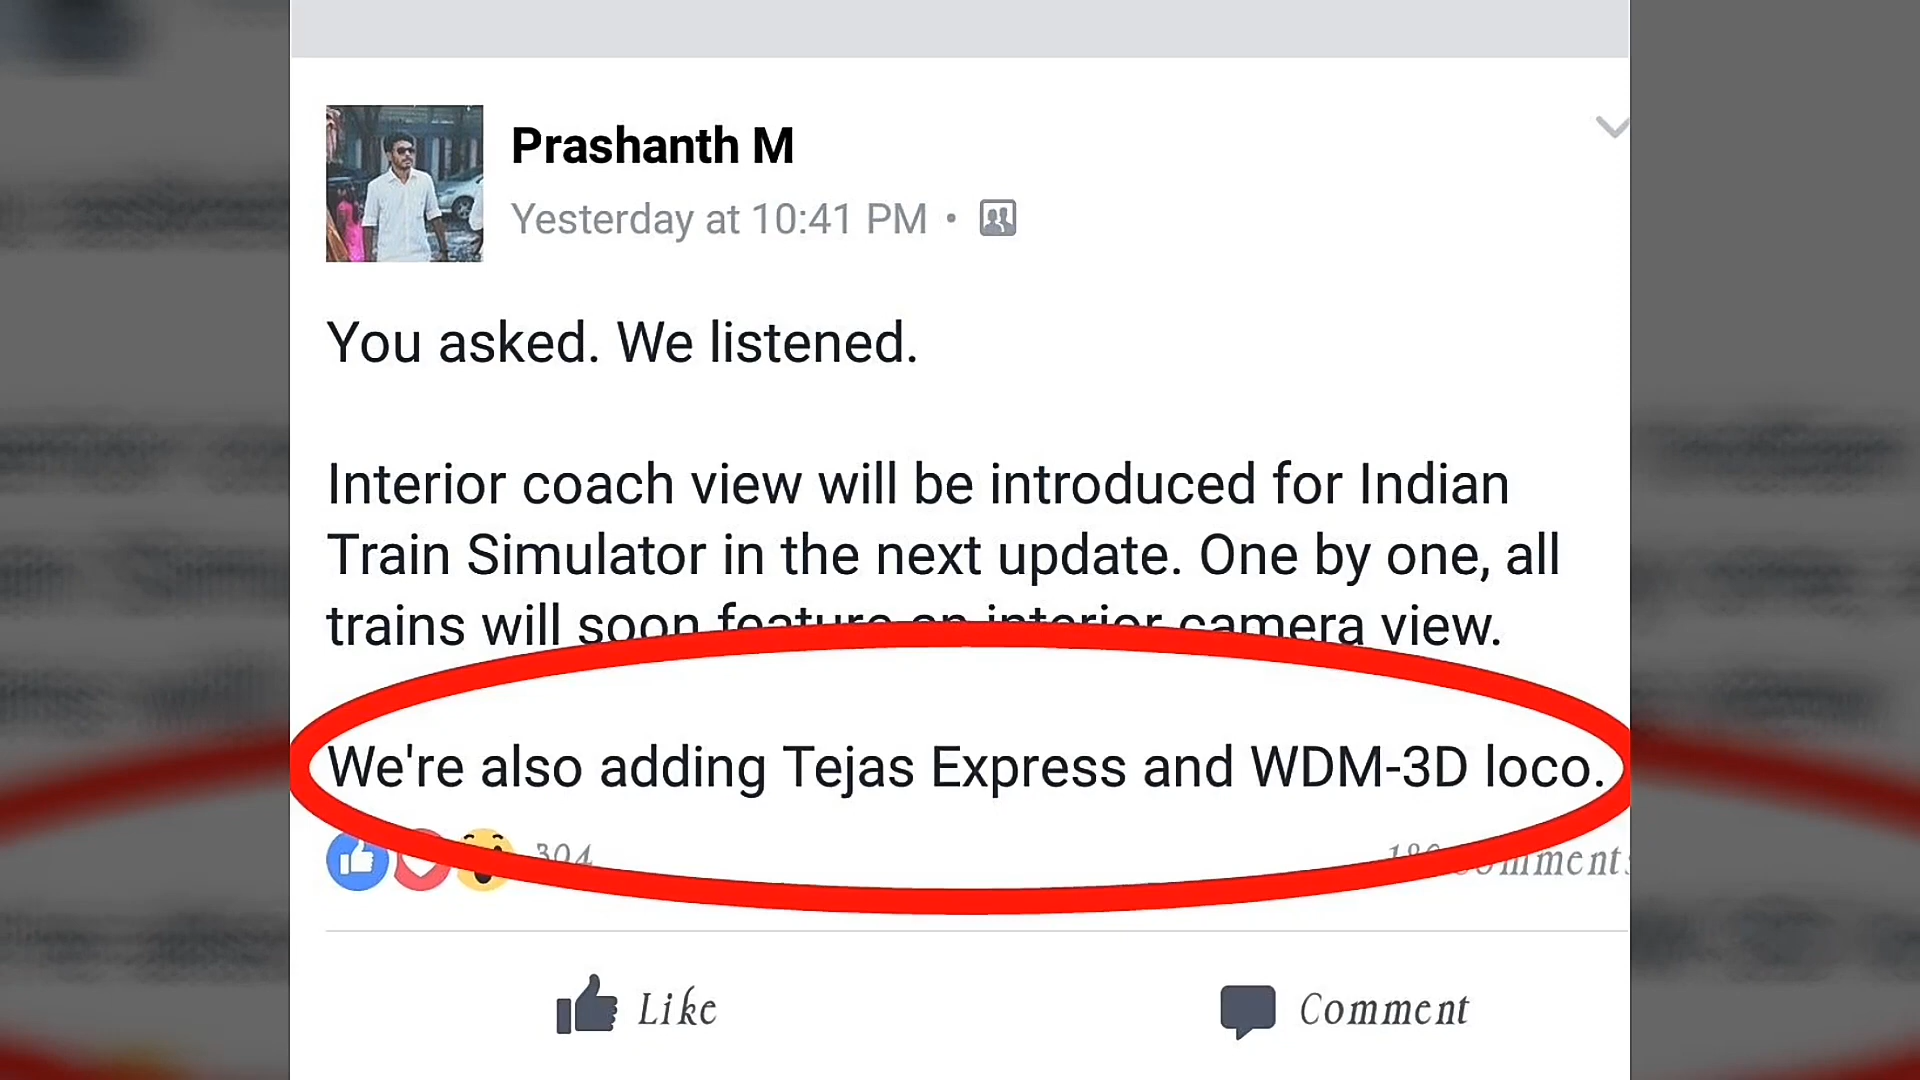 Prashanth M
Yesterday at 10:41 PM •
You asked. We listened.
Interior coach view will be introduced for Indian
Train Simulator in the next update. One by one, all
trains will soon feature an interior camera view.
We're also adding Tejas Express and WDM-3D loco.
304
Like
Comment